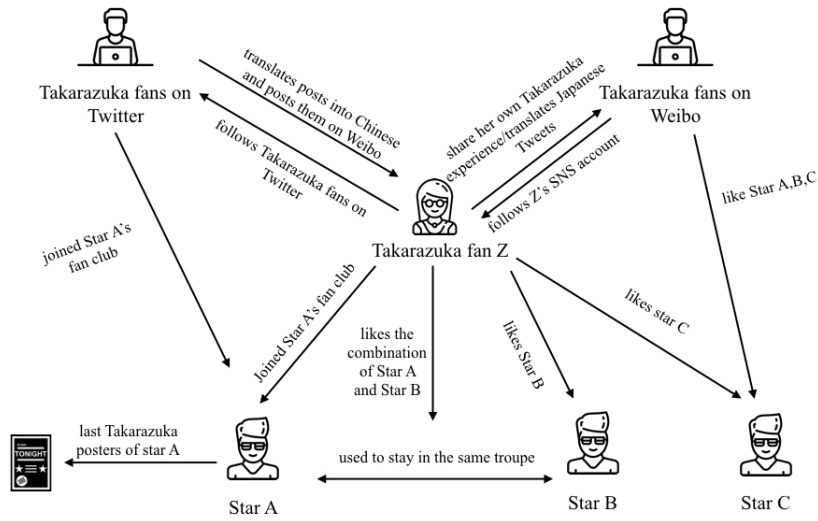 Takarazuka fans on
Twitter
translates posts into Chinese
and posts them on Weibo
follows Takarazuka fans on
Twitter
share her own Takarazuka
experience/translates Japanese
Tweets
follows Z's SNS account
Takarazuka fans on
Weibo
like Star A,B,C
Takarazuka fan Z
joined Star A's
fan club
Joined Star A's fan club
likes the
combination
of Star A
and Star B
likes Star B
likes star C
last Takarazuka
posters of star A
TONIGHT
used to stay in the same troupe
Star A
Star B
Star C